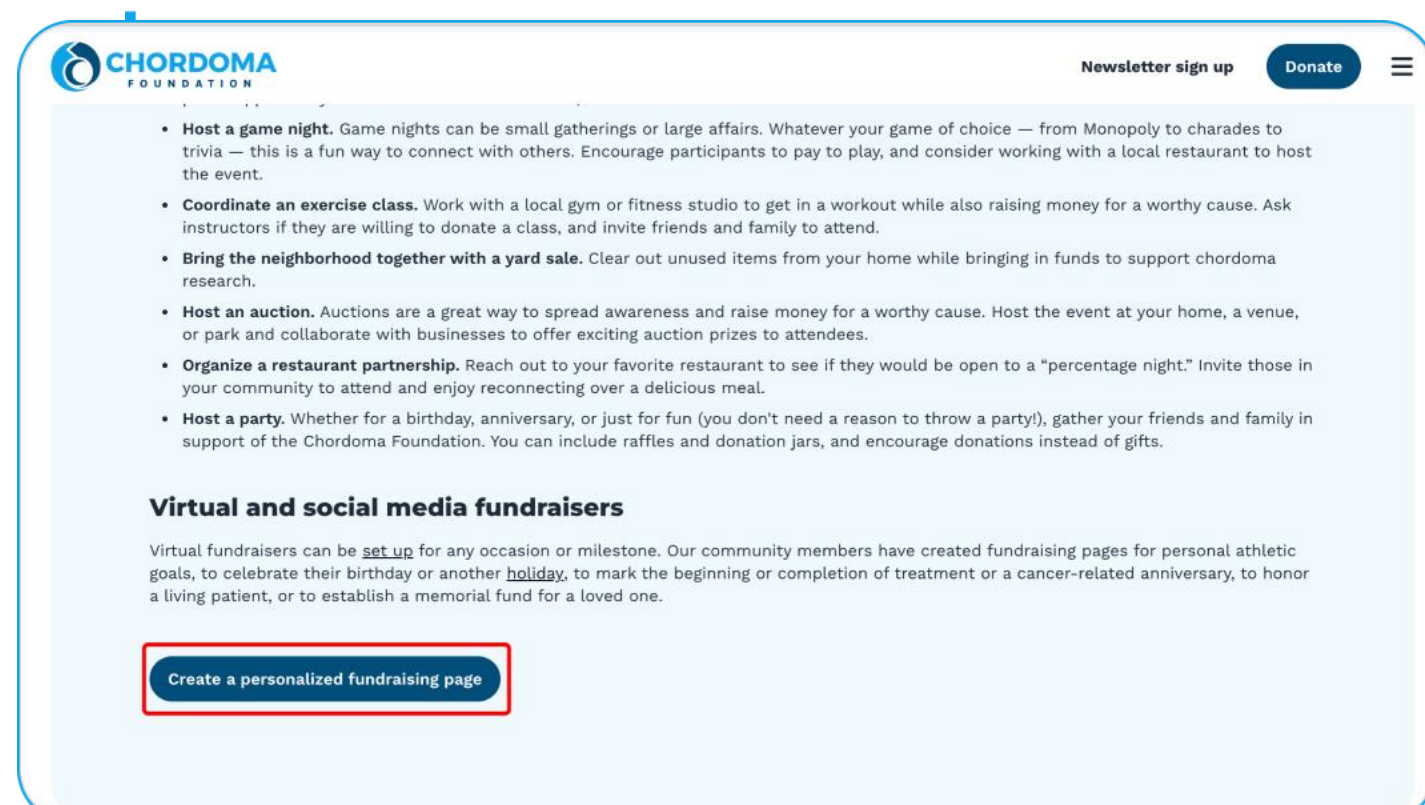 CHORDOMA
FOUNDATION
Newsletter sign up
Donate
• Host a game night. Game nights can be small gatherings or large affairs. Whatever your game of choice — from Monopoly to charades to
trivia — this is a fun way to connect with others. Encourage participants to pay to play, and consider working with a local restaurant to host
the event.
• Coordinate an exercise class. Work with a local gym or fitness studio to get in a workout while also raising money for a worthy cause. Ask
instructors if they are willing to donate a class, and invite friends and family to attend.
• Bring the neighborhood together with a yard sale. Clear out unused items from your home while bringing in funds to support chordoma
research.
• Host an auction. Auctions are a great way to spread awareness and raise money for a worthy cause. Host the event at your home, a venue,
or park and collaborate with businesses to offer exciting auction prizes to attendees.
• Organize a restaurant partnership. Reach out to your favorite restaurant to see if they would be open to a “percentage night.” Invite those in
your community to attend and enjoy reconnecting over a delicious meal.
• Host a party. Whether for a birthday, anniversary, or just for fun (you don't need a reason to throw a party!), gather your friends and family in
support of the Chordoma Foundation. You can include raffles and donation jars, and encourage donations instead of gifts.
Virtual and social media fundraisers
Virtual fundraisers can be set up for any occasion or milestone. Our community members have created fundraising pages for personal athletic
goals, to celebrate their birthday or another holiday, to mark the beginning or completion of treatment or a cancer-related anniversary, to honor
a living patient, or to establish a memorial fund for a loved one.
Create a personalized fundraising page